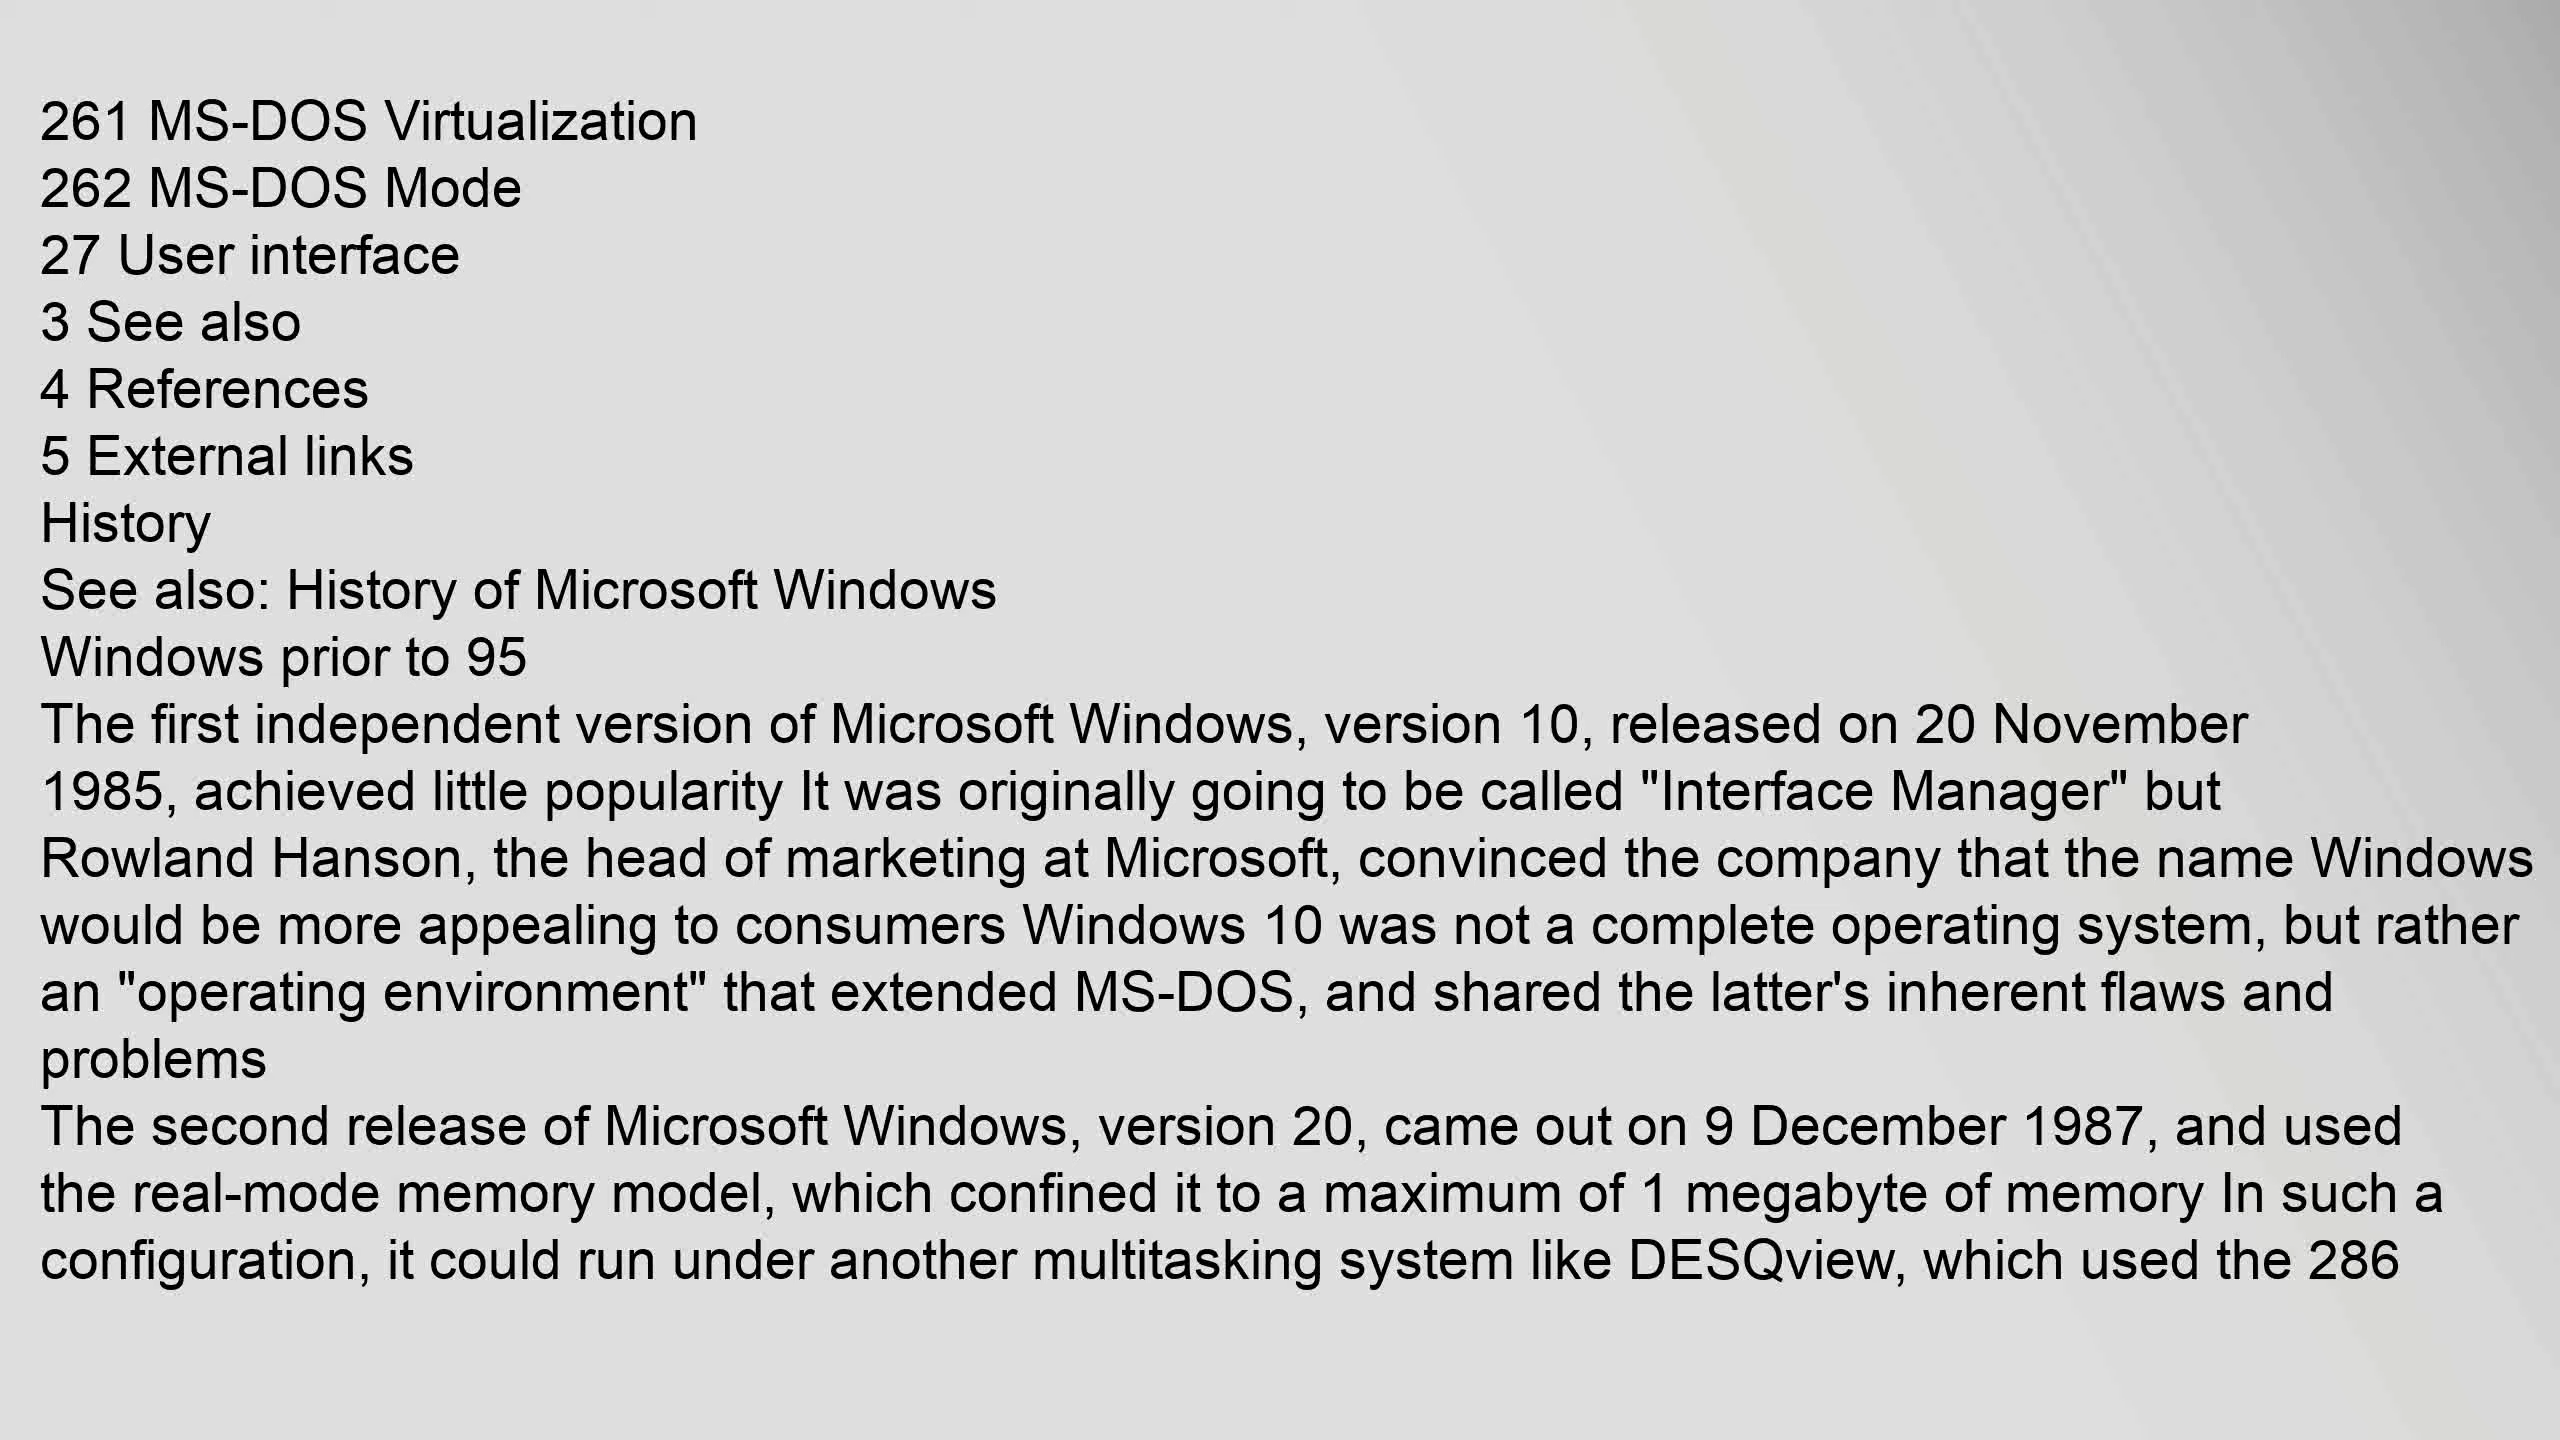 261 MS-DOS Virtualization
262 MS-DOS Mode
27 User interface
3 See also
4 References
5 External links
History
See also: History of Microsoft Windows
Windows prior to 95
The first independent version of Microsoft Windows, version 10, released on 20 November
1985, achieved little popularity It was originally going to be called "Interface Manager" but
Rowland Hanson, the head of marketing at Microsoft, convinced the company that the name Windows
would be more appealing to consumers Windows 10 was not a complete operating system, but rather
an "operating environment" that extended MS-DOS, and shared the latter's inherent flaws and
problems
The second release of Microsoft Windows, version 20, came out on 9 December 1987, and used
the real-mode memory model, which confined it to a maximum of 1 megabyte of memory In such a
configuration, it could run under another multitasking system like DESQview, which used the 286